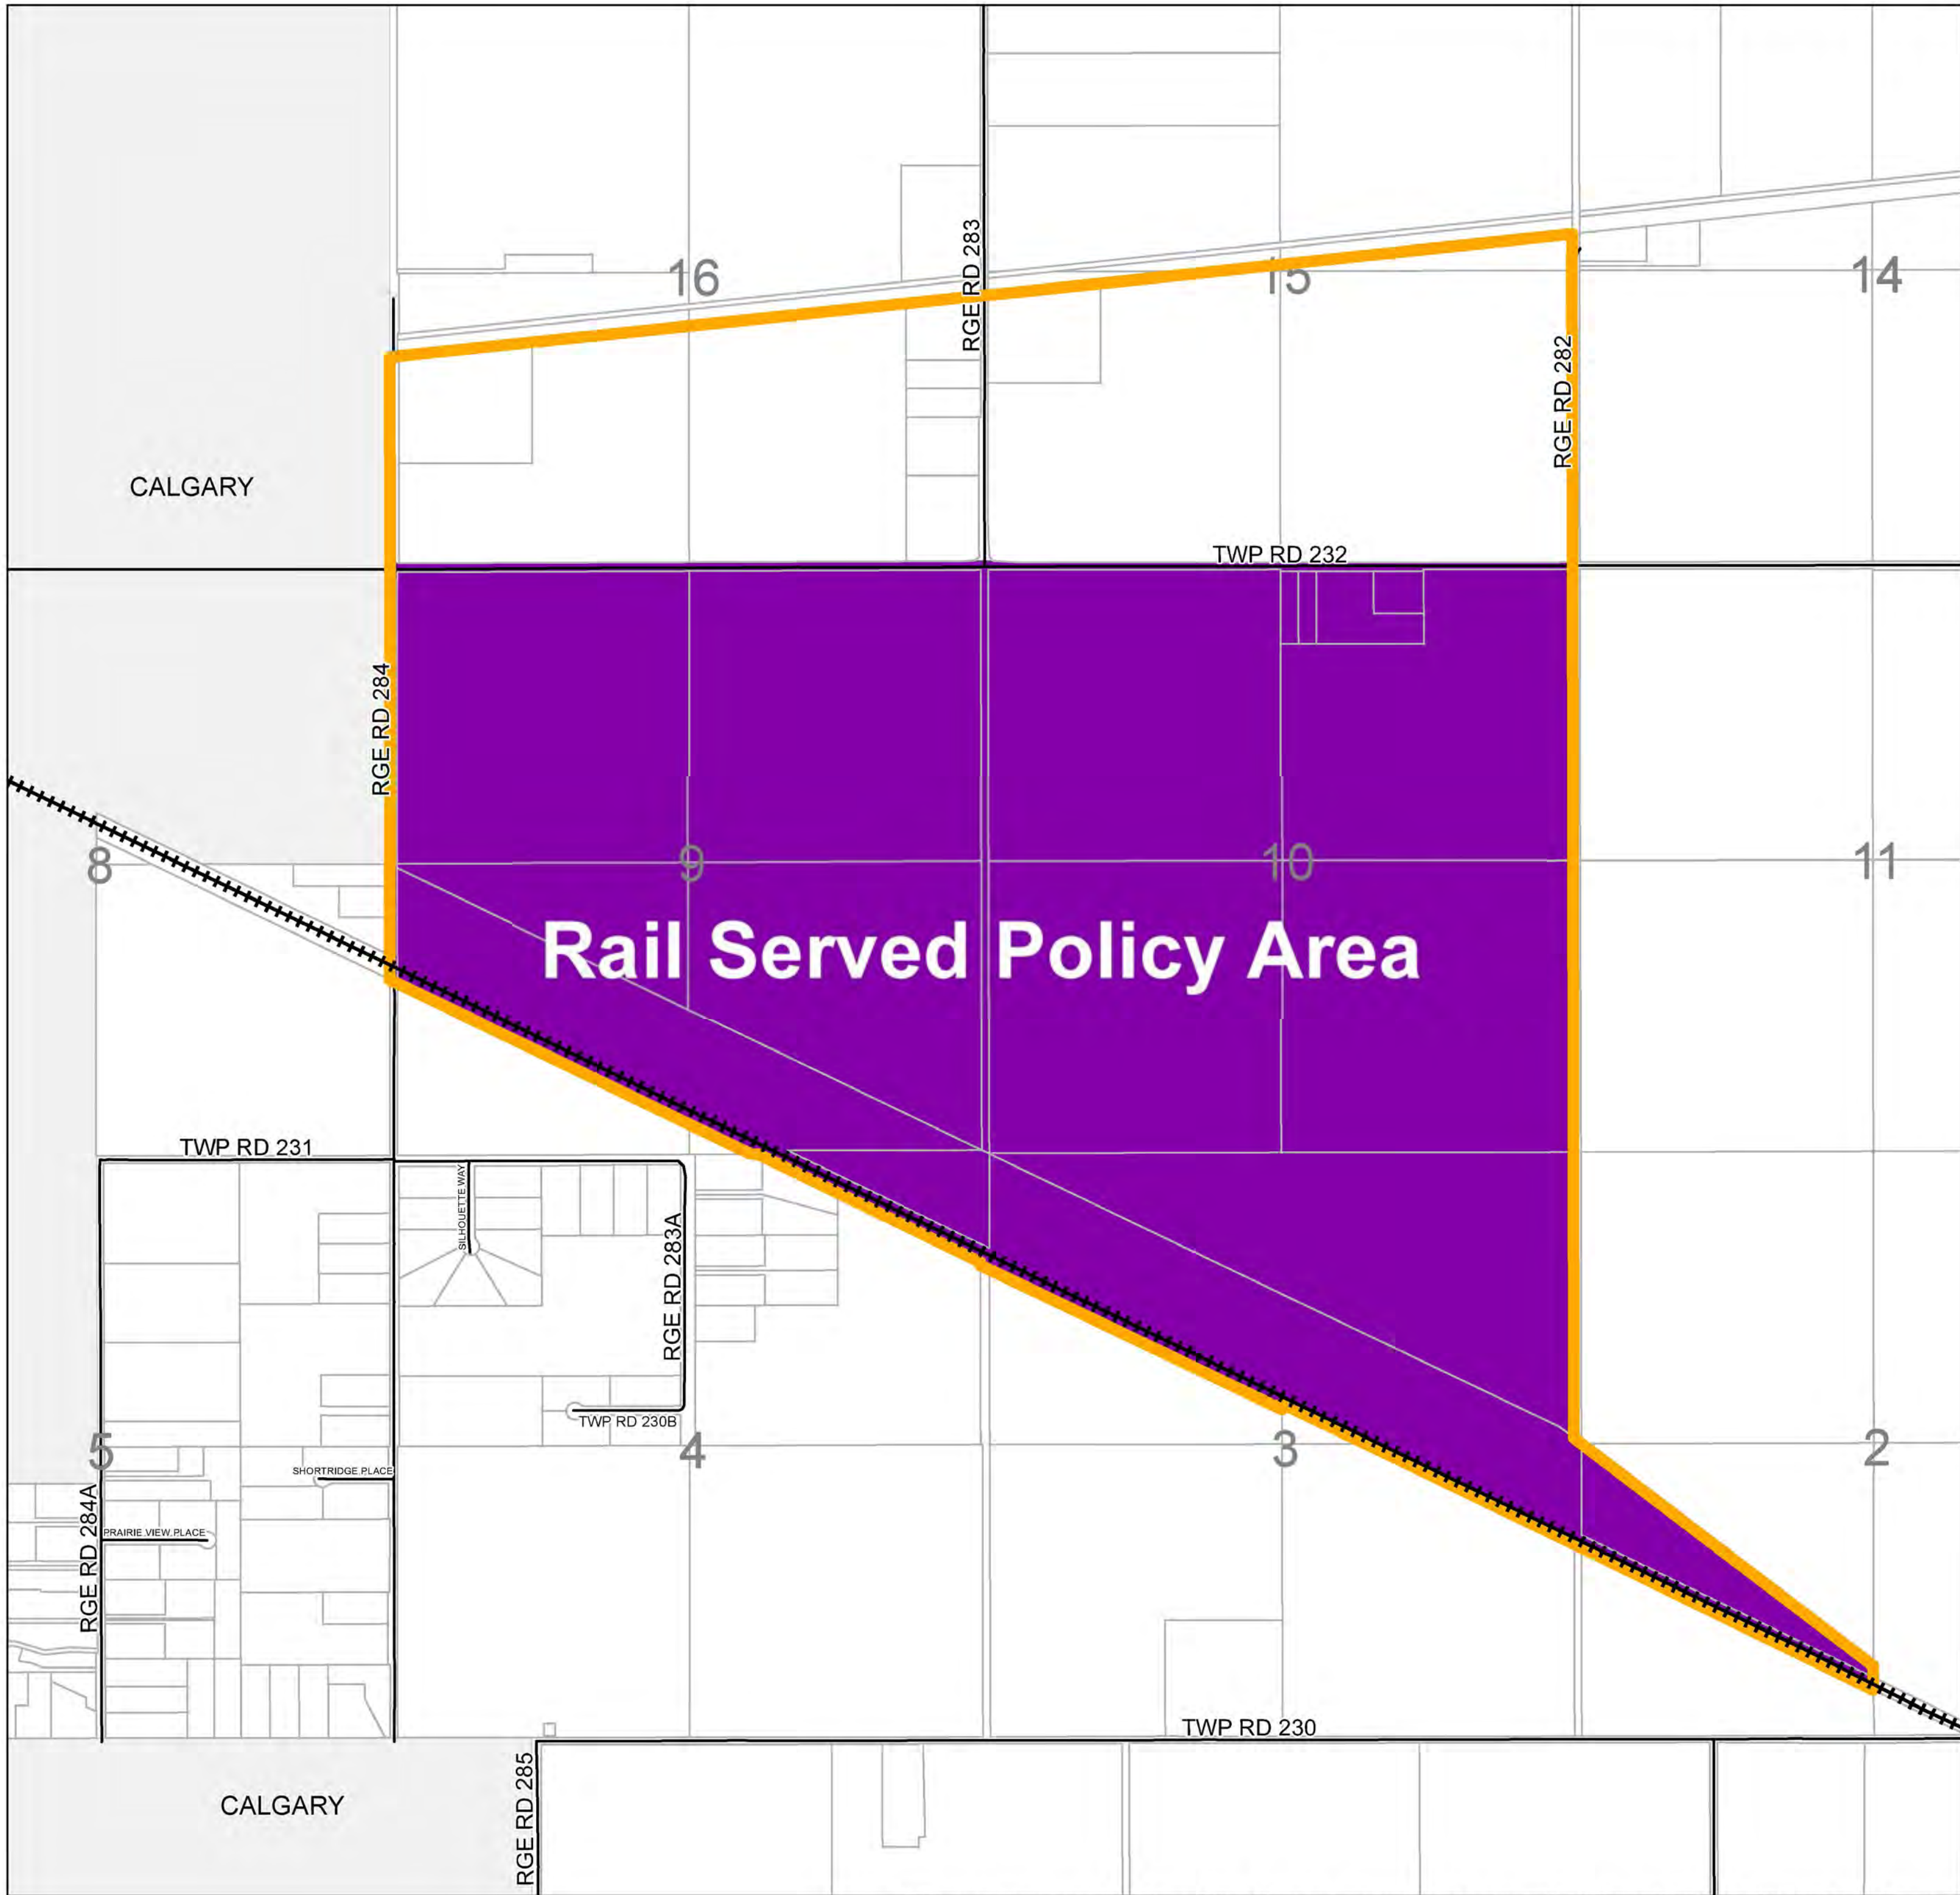 RGE RD 283
16
15
14
RGE RD 282
CALGARY
TWP RD 232
RGE RD 284
8
9
10
11
Rail Served Policy Area
TWP RD 231
SILHOUETTE WAY
RGE RD 283A
TWP RD 230B
5
4
3
2
SHORTRIDGE PLACE
RGE RD 284A
PRAIRIE VIEW PLACE
TWP RD 230
CALGARY
RGE RD 285